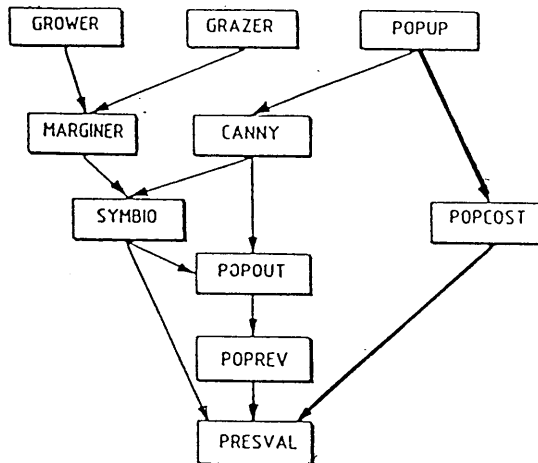 GROWER
GRAZER
POPUP
MARGINER
CANNY
SYMBIO
POPCOST
POPOUT
POPREV
PRESVAL